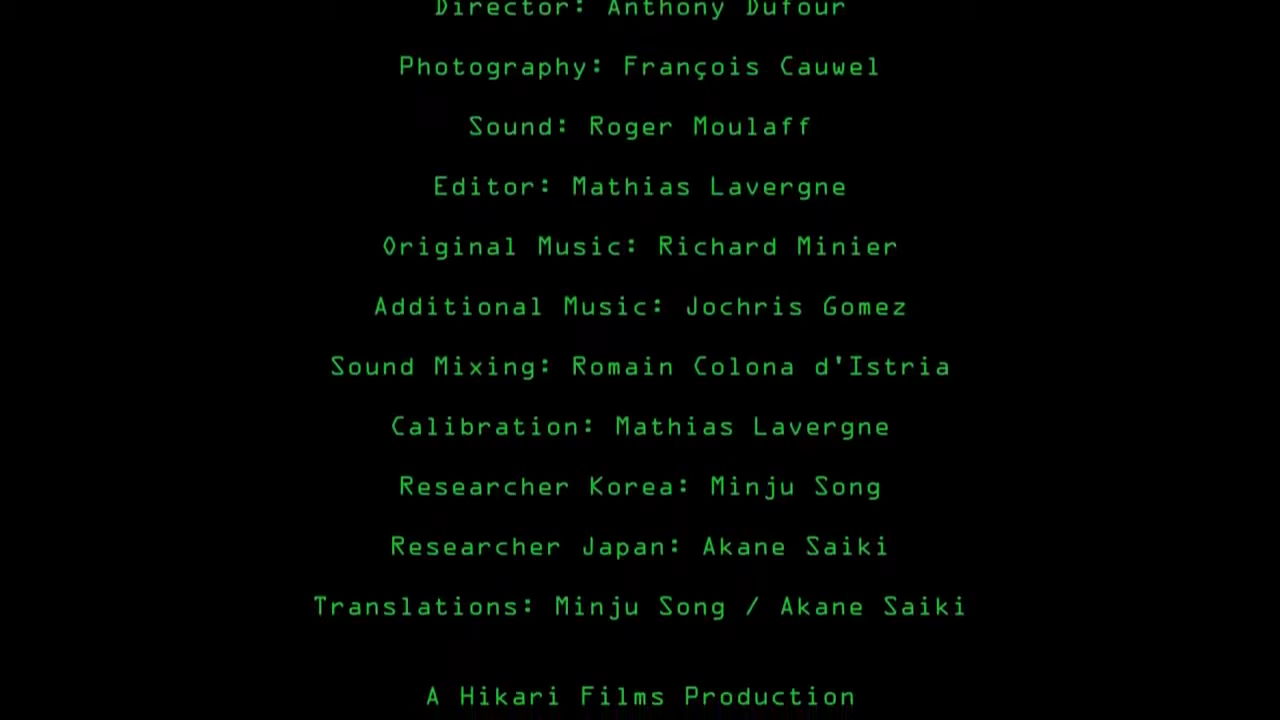 Director: Anthony Dufour
Photography: François Cauwel
Sound: Roger Moulaff
Editor: Mathias Lavergne
Original Music: Richard Minier
Additional Music: Jochris Gomez
Sound Mixing: Romain Colona d'Istria
Calibration: Mathias Lavergne
Researcher Korea: Minju Song
Researcher Japan: Akane Saiki
Translations: Minju Song / Akane Saiki
A Hikari Films Production